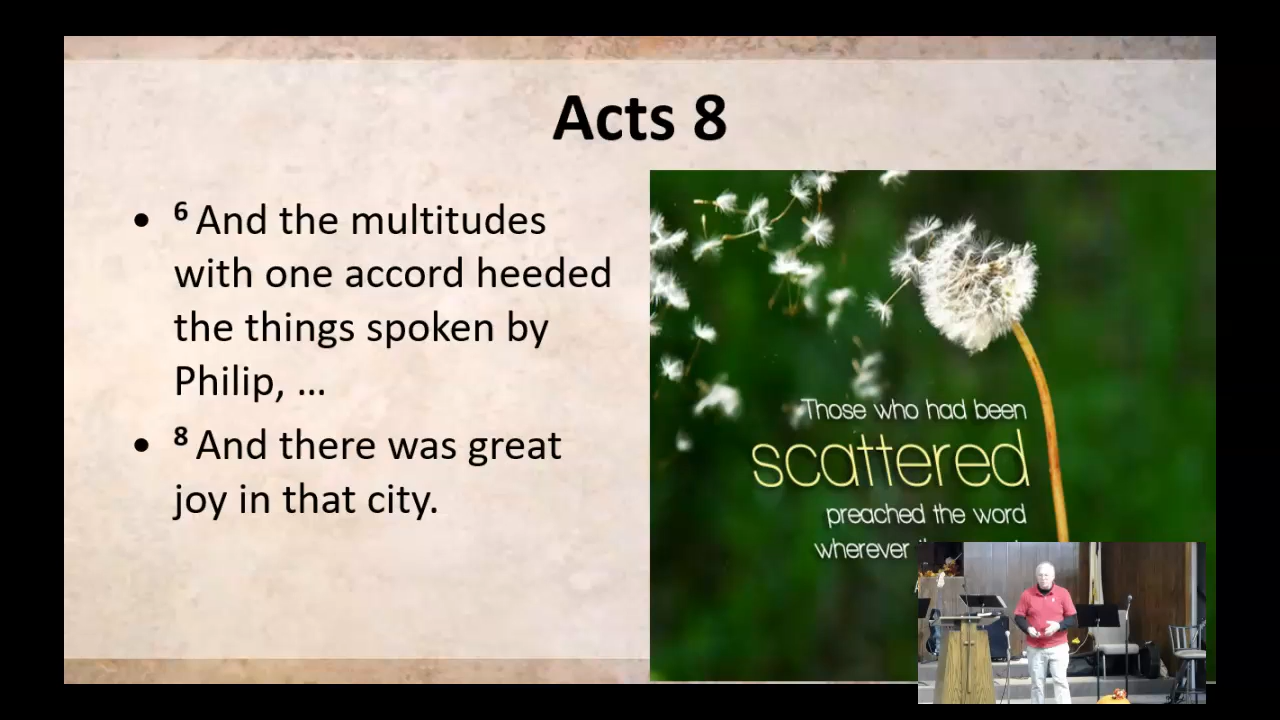 Acts 8
• ⁶ And the multitudes
with one accord heeded
the things spoken by
Philip, ...
• ⁸ And there was great
joy in that city.
Those who had been
scattered
preached the word
wherever